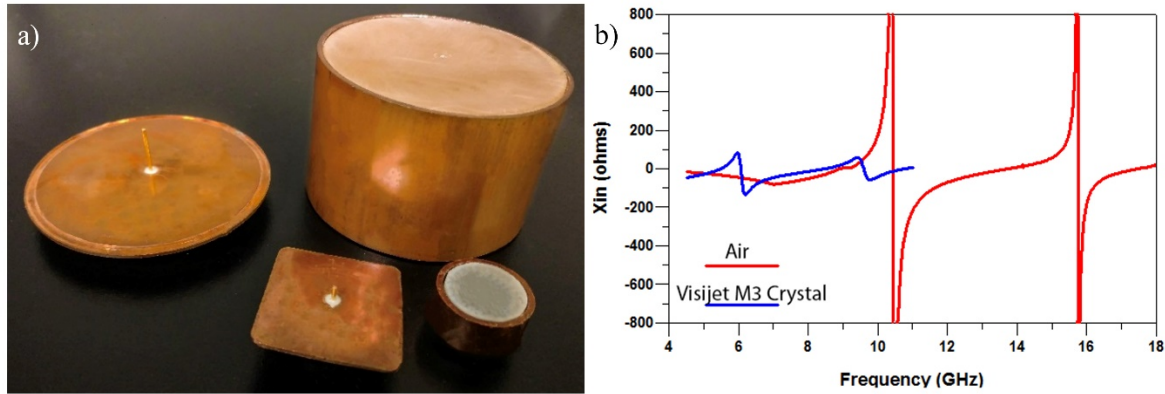 a)
b)
800
600
400
200
0
-200
-400
-600
-800
Xin (ohms)
Air
Visijet M3 Crystal
4 6 8 10 12 14 16 18
Frequency (GHz)